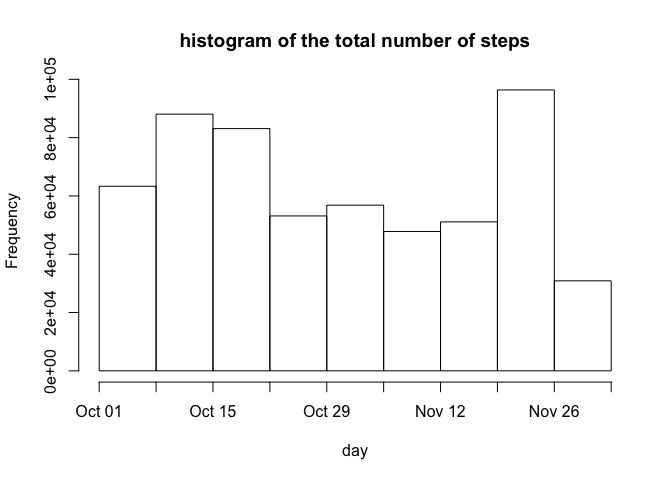 histogram of the total number of steps
Frequency
1e+05
8e+04
6e+04
4e+04
2e+04
0e+00
Oct 01 Oct 15 Oct 29 Nov 12 Nov 26
day